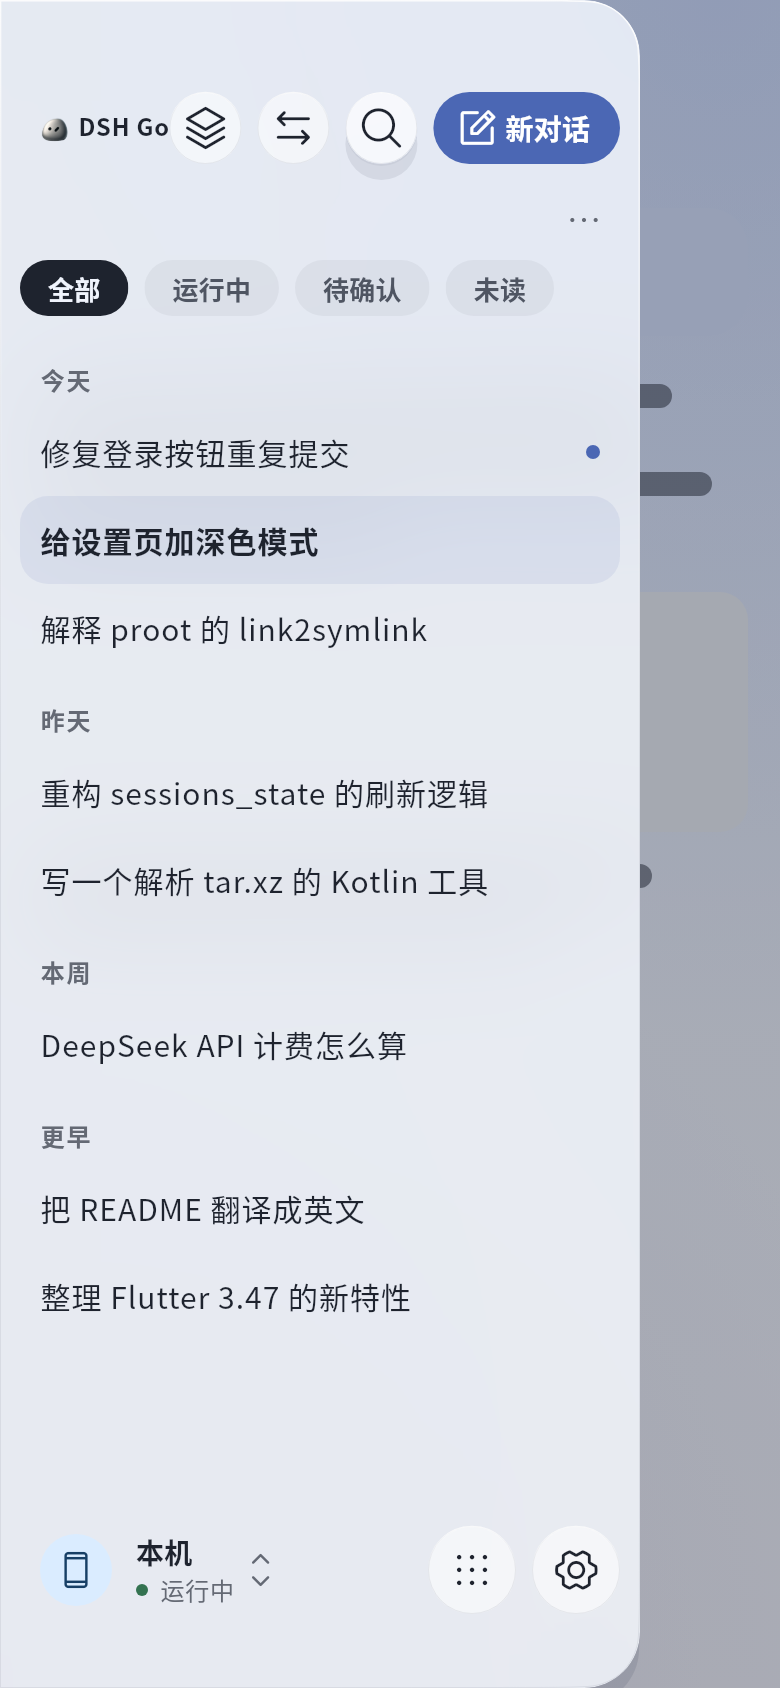 DSH Go
新对话
...
全部
运行中
待确认
未读
今天
修复登录按钮重复提交
给设置页加深色模式
解释 proot 的 link2symlink
昨天
重构 sessions_state 的刷新逻辑
写一个解析 tar.xz 的 Kotlin 工具
本周
DeepSeek API 计费怎么算
更早
把 README 翻译成英文
整理 Flutter 3.47 的新特性
本机
运行中